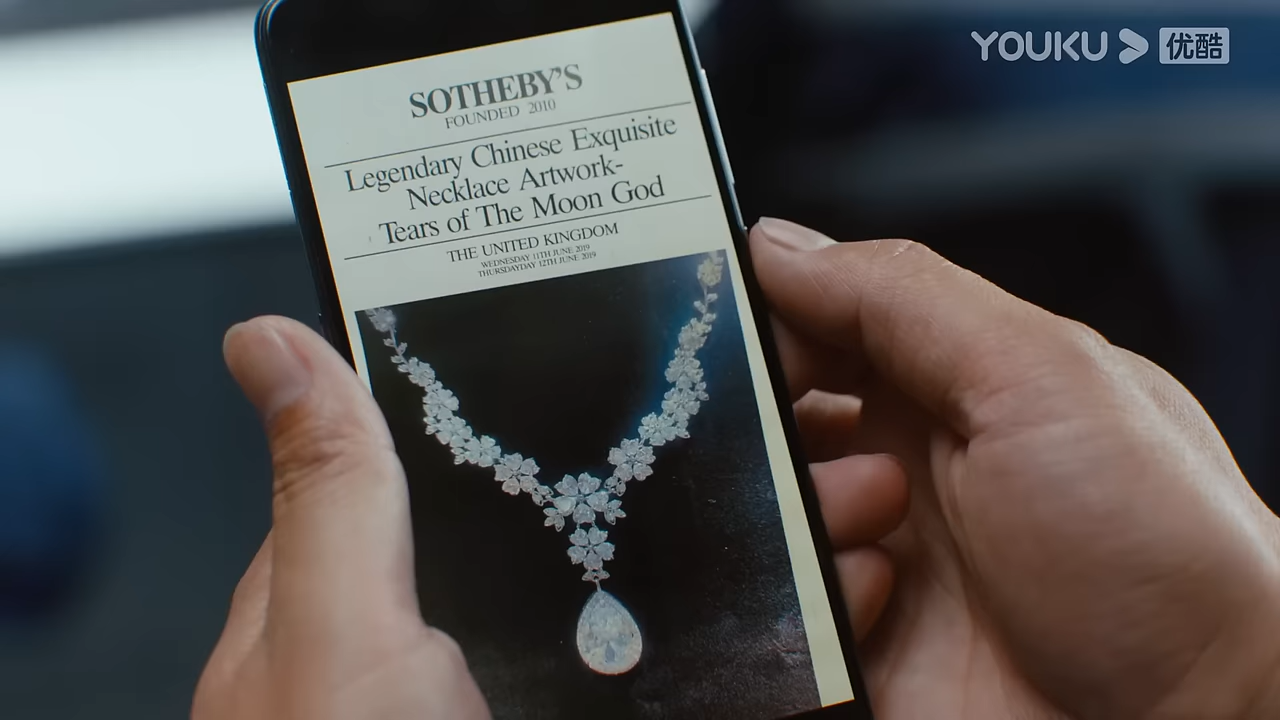 YOUKU 优酷
SOTHEBY'S
FOUNDED 2010
Legendary Chinese Exquisite
Necklace Artwork-
Tears of The Moon God
THE UNITED KINGDOM
WEDNESDAY 11TH JUNE 2019
THURSDAYDAY 12TH JUNE 2019